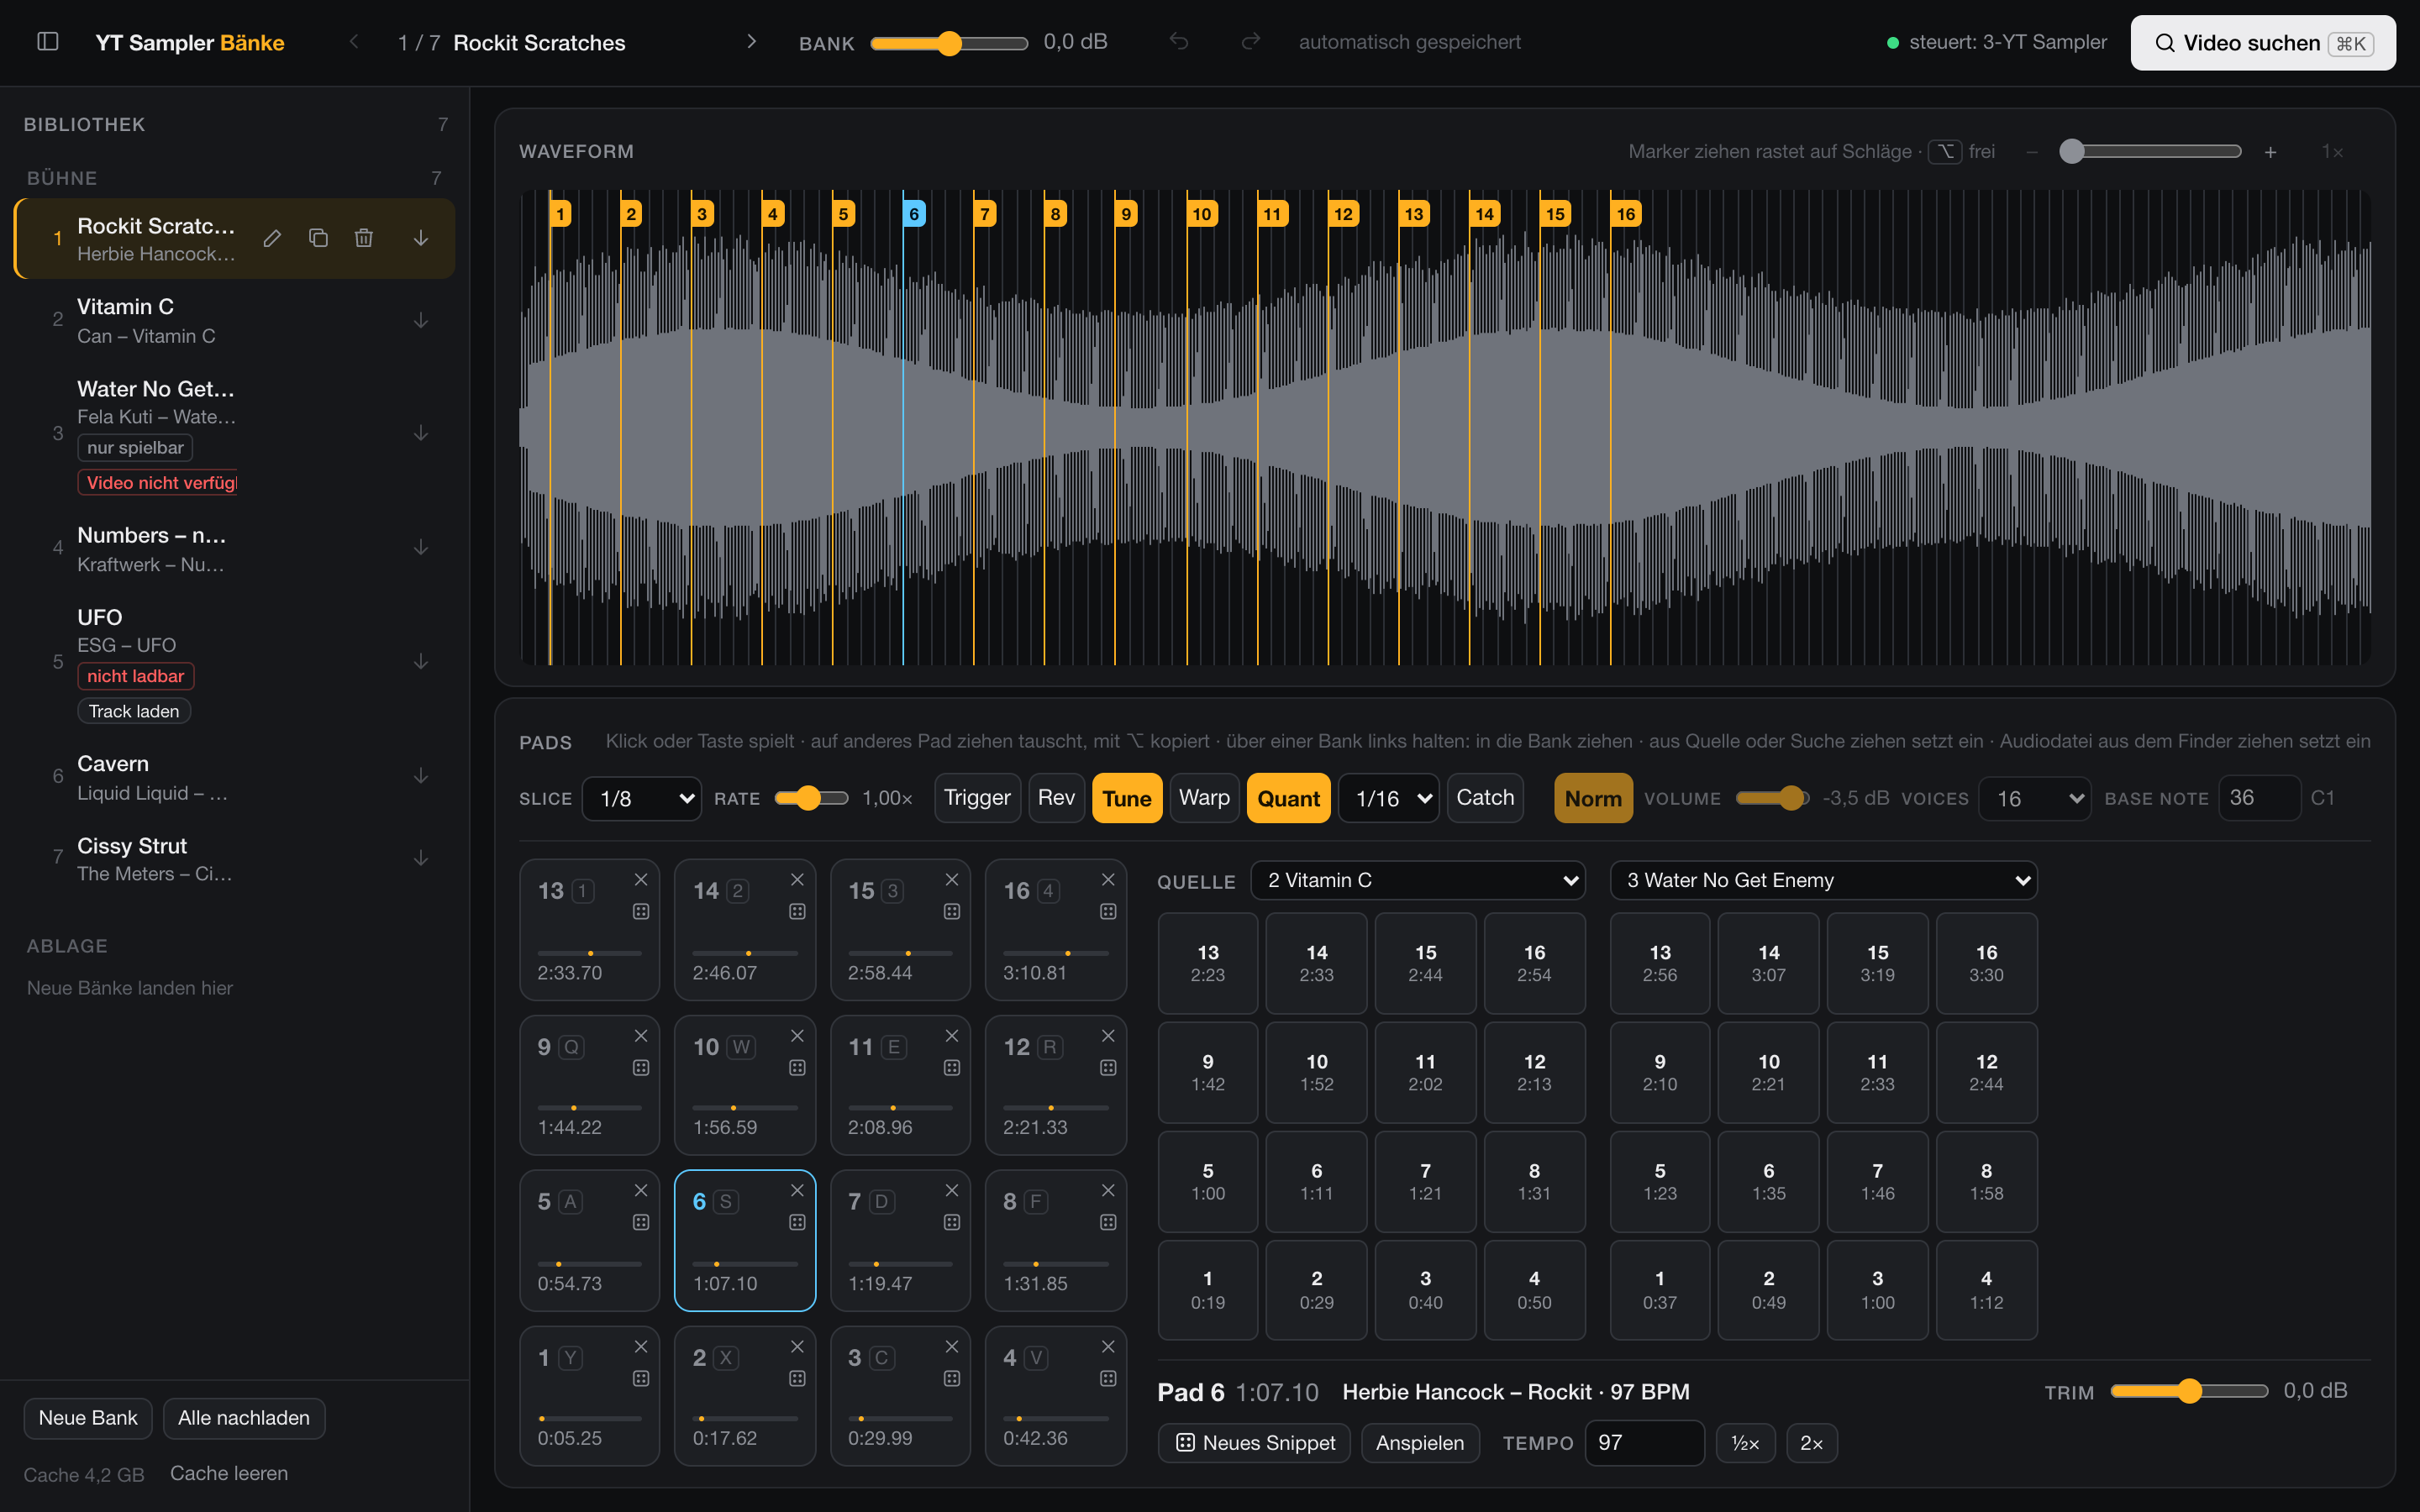 YT Sampler Bänke
1 / 7 Rockit Scratches
BANK 0,0 dB
automatisch gespeichert
steuert: 3-YT Sampler
Video suchen ⌘K
BIBLIOTHEK 7
BÜHNE 7
1 Rockit Scratc…
Herbie Hancock…
2 Vitamin C
Can – Vitamin C
3 Water No Get…
Fela Kuti – Wate…
nur spielbar
Video nicht verfüg
4 Numbers – n…
Kraftwerk – Nu…
5 UFO
ESG – UFO
nicht ladbar
Track laden
6 Cavern
Liquid Liquid – …
7 Cissy Strut
The Meters – Ci…
ABLAGE
Neue Bänke landen hier
Neue Bank Alle nachladen
Cache 4,2 GB Cache leeren
WAVEFORM
Marker ziehen rastet auf Schläge · ⌥ frei − + 1×
1 2 3 4 5 6 7 8 9 10 11 12 13 14 15 16
PADS Klick oder Taste spielt · auf anderes Pad ziehen tauscht, mit ⌥ kopiert · über einer Bank links halten: in die Bank ziehen · aus Quelle oder Suche ziehen setzt ein · Audiodatei aus dem Finder ziehen setzt ein
SLICE 1/8 RATE 1,00× Trigger Rev Tune Warp Quant 1/16 Catch Norm VOLUME -3,5 dB VOICES 16 BASE NOTE 36 C1
13 1 14 2 15 3 16 4
2:33.70 2:46.07 2:58.44 3:10.81
9 Q 10 W 11 E 12 R
1:44.22 1:56.59 2:08.96 2:21.33
5 A 6 S 7 D 8 F
0:54.73 1:07.10 1:19.47 1:31.85
1 Y 2 X 3 C 4 V
0:05.25 0:17.62 0:29.99 0:42.36
QUELLE 2 Vitamin C
13 14 15 16
2:23 2:33 2:44 2:54
9 10 11 12
1:42 1:52 2:02 2:13
5 6 7 8
1:00 1:11 1:21 1:31
1 2 3 4
0:19 0:29 0:40 0:50
3 Water No Get Enemy
13 14 15 16
2:56 3:07 3:19 3:30
9 10 11 12
2:10 2:21 2:33 2:44
5 6 7 8
1:23 1:35 1:46 1:58
1 2 3 4
0:37 0:49 1:00 1:12
Pad 6 1:07.10 Herbie Hancock – Rockit · 97 BPM
TRIM 0,0 dB
Neues Snippet Anspielen TEMPO 97 ½× 2×